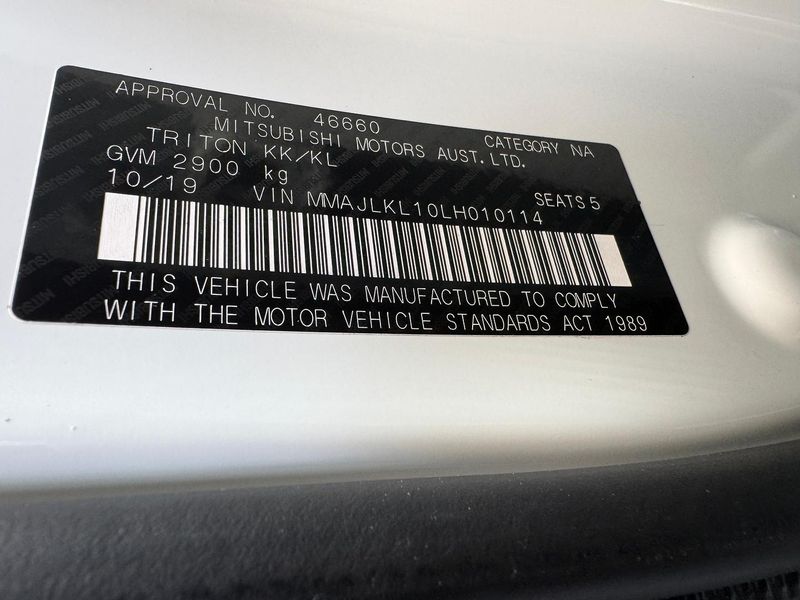 APPROVAL NO. 46660 CATEGORY NA
MITSUBISHI MOTORS AUST.LTD.
TRITON KK/KL
GVM 2900 kg SEATS 5
10/19 VIN MMAJLKL10LH010114
THIS VEHICLE WAS MANUFACTURED TO COMPLY
WITH THE MOTOR VEHICLE STANDARDS ACT 1989
MITSUBISHI